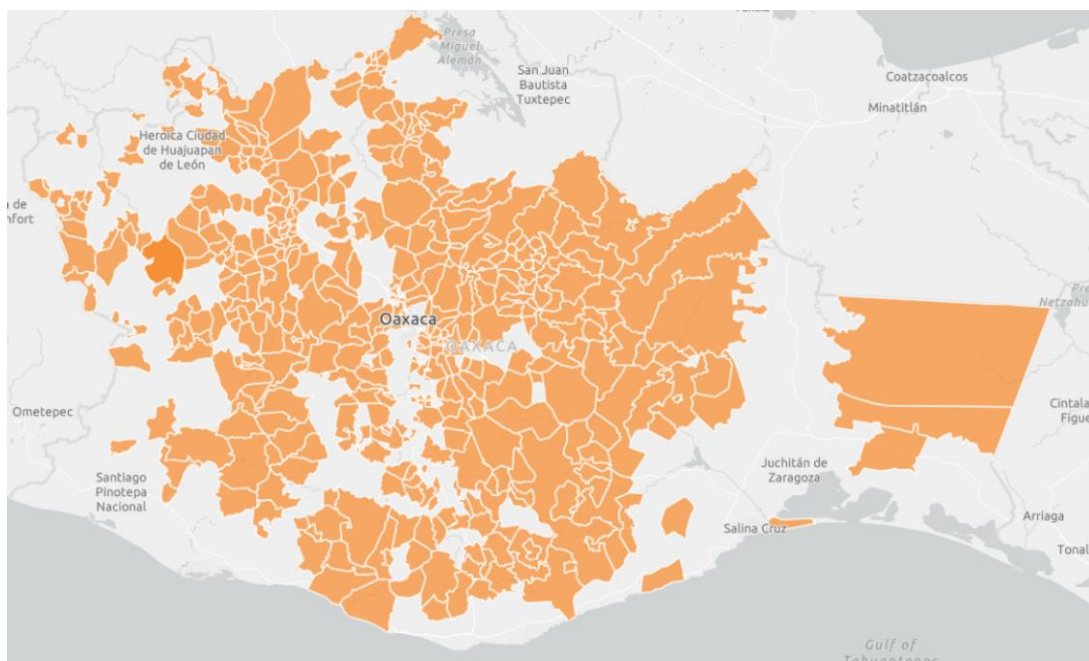 Presa
Miguel
Alemán
San Juan
Bautista
Tuxtepec
Coatzacoalcos
Minatitlán
Heroica Ciudad
de Huajuapan
de León
a de
nfort
Oaxaca
OAXACA
Netzahu
Ometepec
Cintala
Figue
Santiago
Pinotepa
Nacional
Juchitán de
Zaragoza
Salina Cruz
Arriaga
Tonal
Gulf of